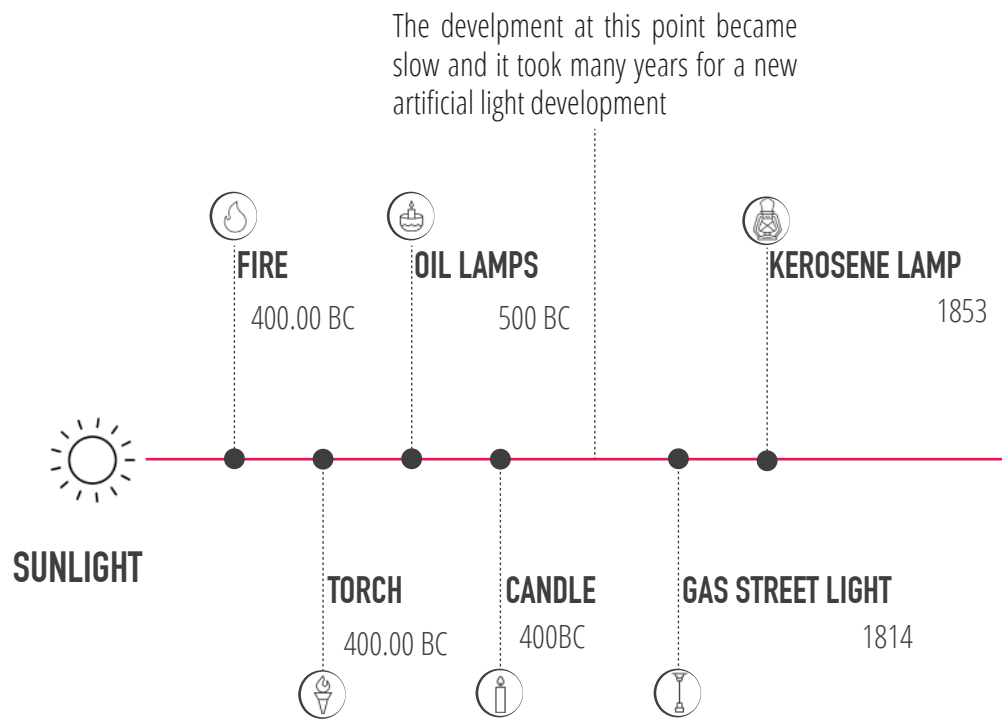 The develpment at this point became
slow and it took many years for a new
artificial light development
FIRE
400.00 BC
OIL LAMPS
500 BC
KEROSENE LAMP
1853
SUNLIGHT
TORCH
400.00 BC
CANDLE
400BC
GAS STREET LIGHT
1814